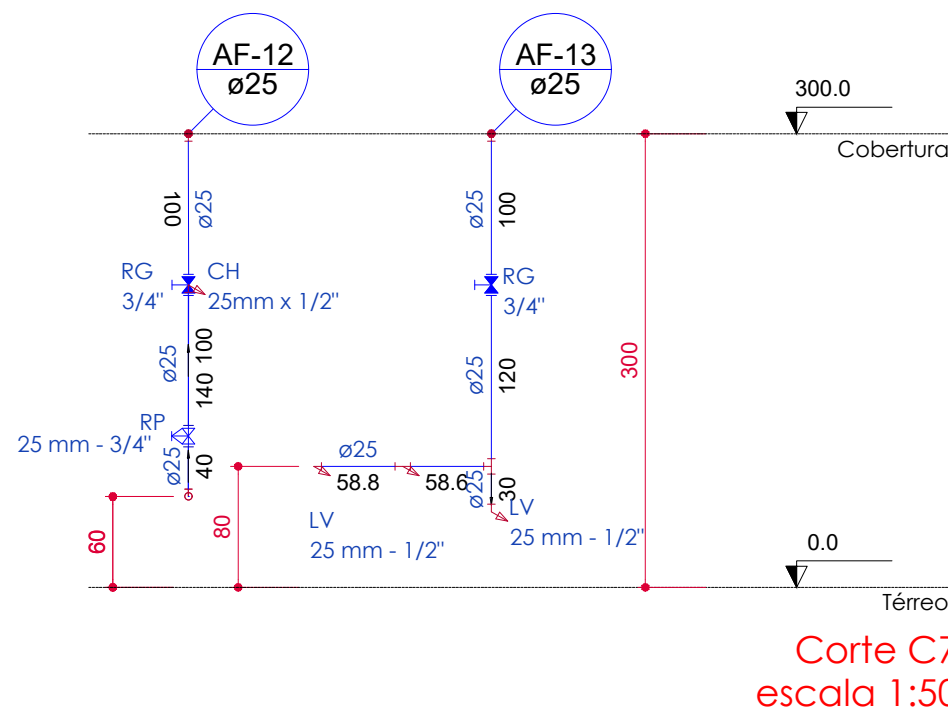 AF-12
ø25
AF-13
ø25
300.0
Cobertura
100
ø25
ø25
100
RG
3/4"
CH
25mm x 1/2"
RG
3/4"
ø25
140
100
ø25
120
300
RP
25 mm - 3/4"
ø25
40
ø25
58.8
58.6
ø25
30
LV
25 mm - 1/2"
LV
25 mm - 1/2"
60
80
0.0
Térreo
Corte C7
escala 1:50